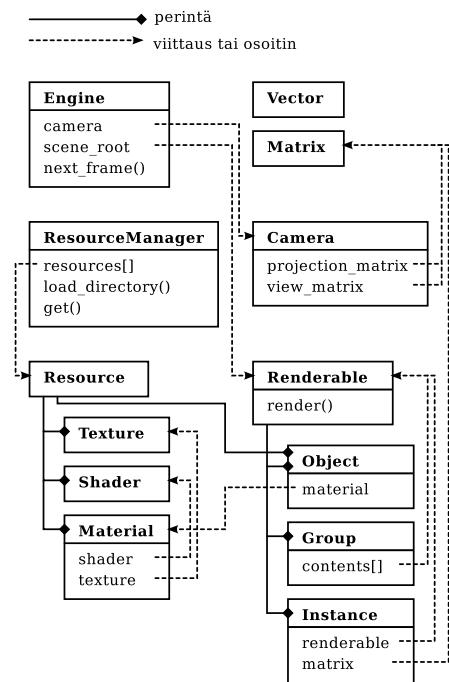 perintä
viittaus tai osoitin
Engine
camera
scene_root
next_frame()
Vector
Matrix
ResourceManager
resources[]
load_directory()
get()
Camera
projection_matrix
view_matrix
Resource
Texture
Shader
Material
shader
texture
Renderable
render()
Object
material
Group
contents[]
Instance
renderable
matrix